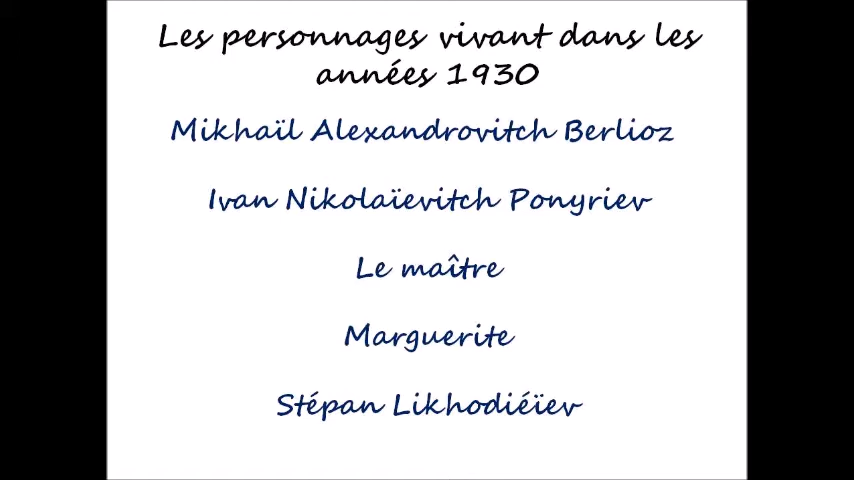 Les personnages vivant dans les
années 1930
Mikhaïl Alexandrovitch Berlioz
Ivan Nikolaïevitch Ponyriev
Le maître
Marguerite
Stépan Likhodiéïev